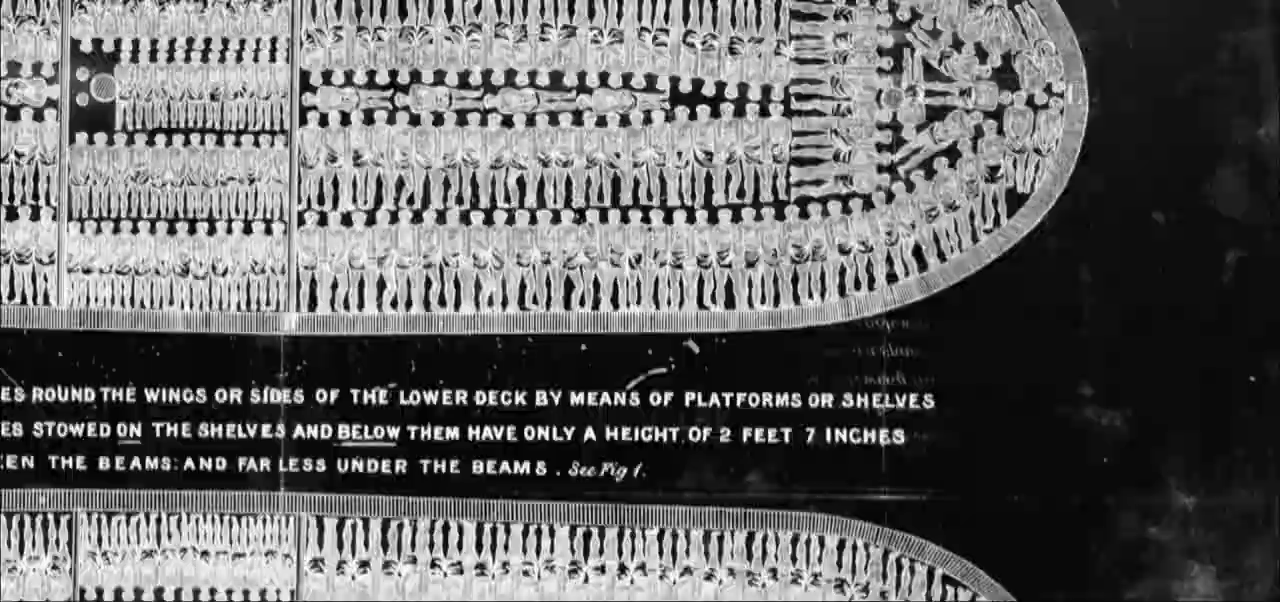 ES ROUND THE WINGS OR SIDES OF THE LOWER DECK BY MEANS OF PLATFORMS OR SHELVES
ES STOWED ON THE SHELVES AND BELOW THEM HAVE ONLY A HEIGHT OF 2 FEET 7 INCHES
EN THE BEAMS: AND FAR LESS UNDER THE BEAMS. See Fig 1.